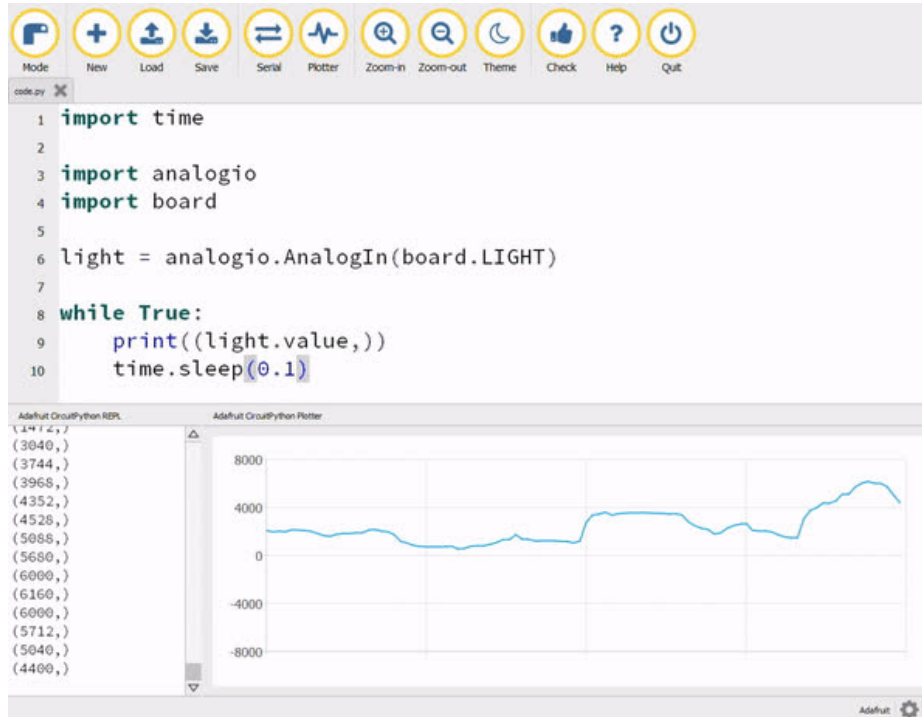 Mode New Load Save Serial Plotter Zoom-in Zoom-out Theme Check Help Quit
code.py
1 import time
2
3 import analogio
4 import board
5
6 light = analogio.AnalogIn(board.LIGHT)
7
8 while True:
9 print((light.value,))
10 time.sleep(0.1)
Adafruit CircuitPython REPL
Adafruit CircuitPython Plotter
(1472,)
(3040,)
(3744,)
(3968,)
(4352,)
(4528,)
(5088,)
(5680,)
(6000,)
(6160,)
(6000,)
(5712,)
(5040,)
(4400,)
8000
4000
0
-4000
-8000
Adafruit